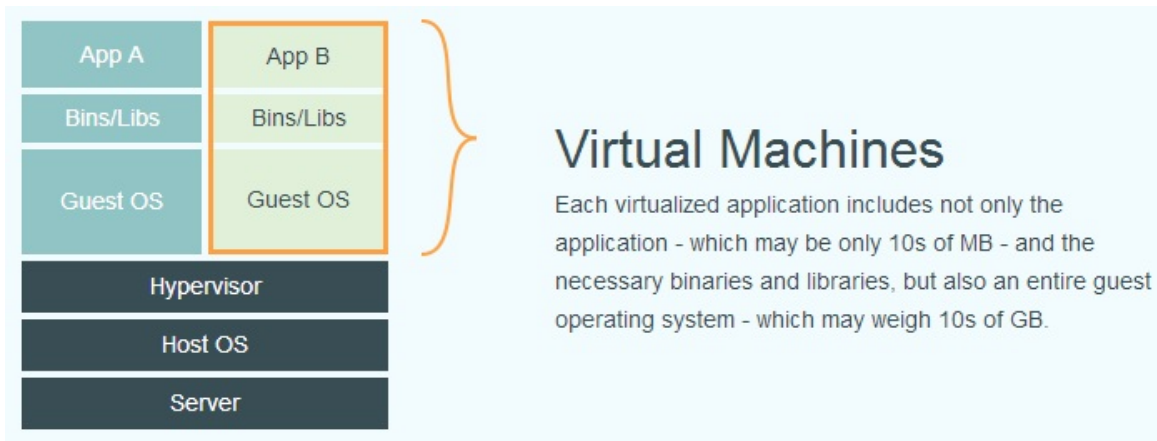 App A
App B
Bins/Libs
Bins/Libs
Guest OS
Guest OS
Hypervisor
Host OS
Server
Virtual Machines
Each virtualized application includes not only the
application - which may be only 10s of MB - and the
necessary binaries and libraries, but also an entire guest
operating system - which may weigh 10s of GB.